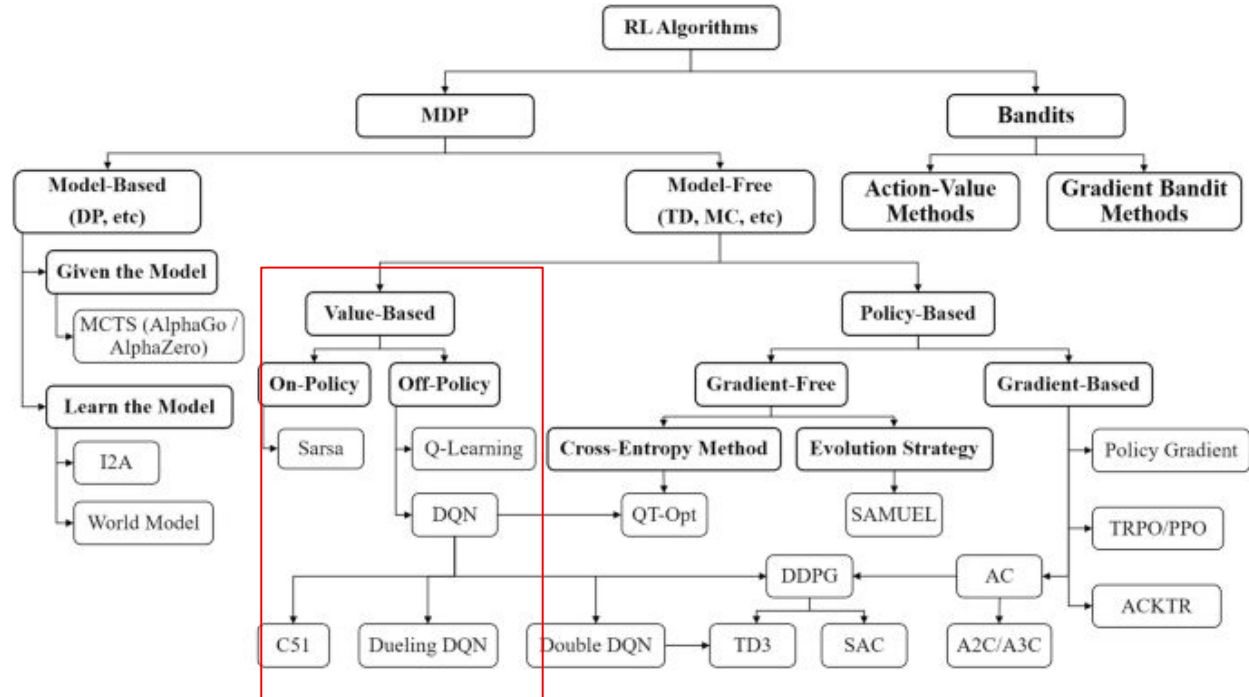 RL Algorithms
MDP
Bandits
Model-Based
(DP, etc)
Model-Free
(TD, MC, etc)
Action-Value
Methods
Gradient Bandit
Methods
Given the Model
MCTS (AlphaGo /
AlphaZero)
Learn the Model
I2A
World Model
Value-Based
Policy-Based
On-Policy
Off-Policy
Gradient-Free
Gradient-Based
Sarsa
Q-Learning
Cross-Entropy Method
Evolution Strategy
Policy Gradient
DQN
QT-Opt
SAMUEL
TRPO/PPO
DDPG
AC
ACKTR
C51
Dueling DQN
Double DQN
TD3
SAC
A2C/A3C